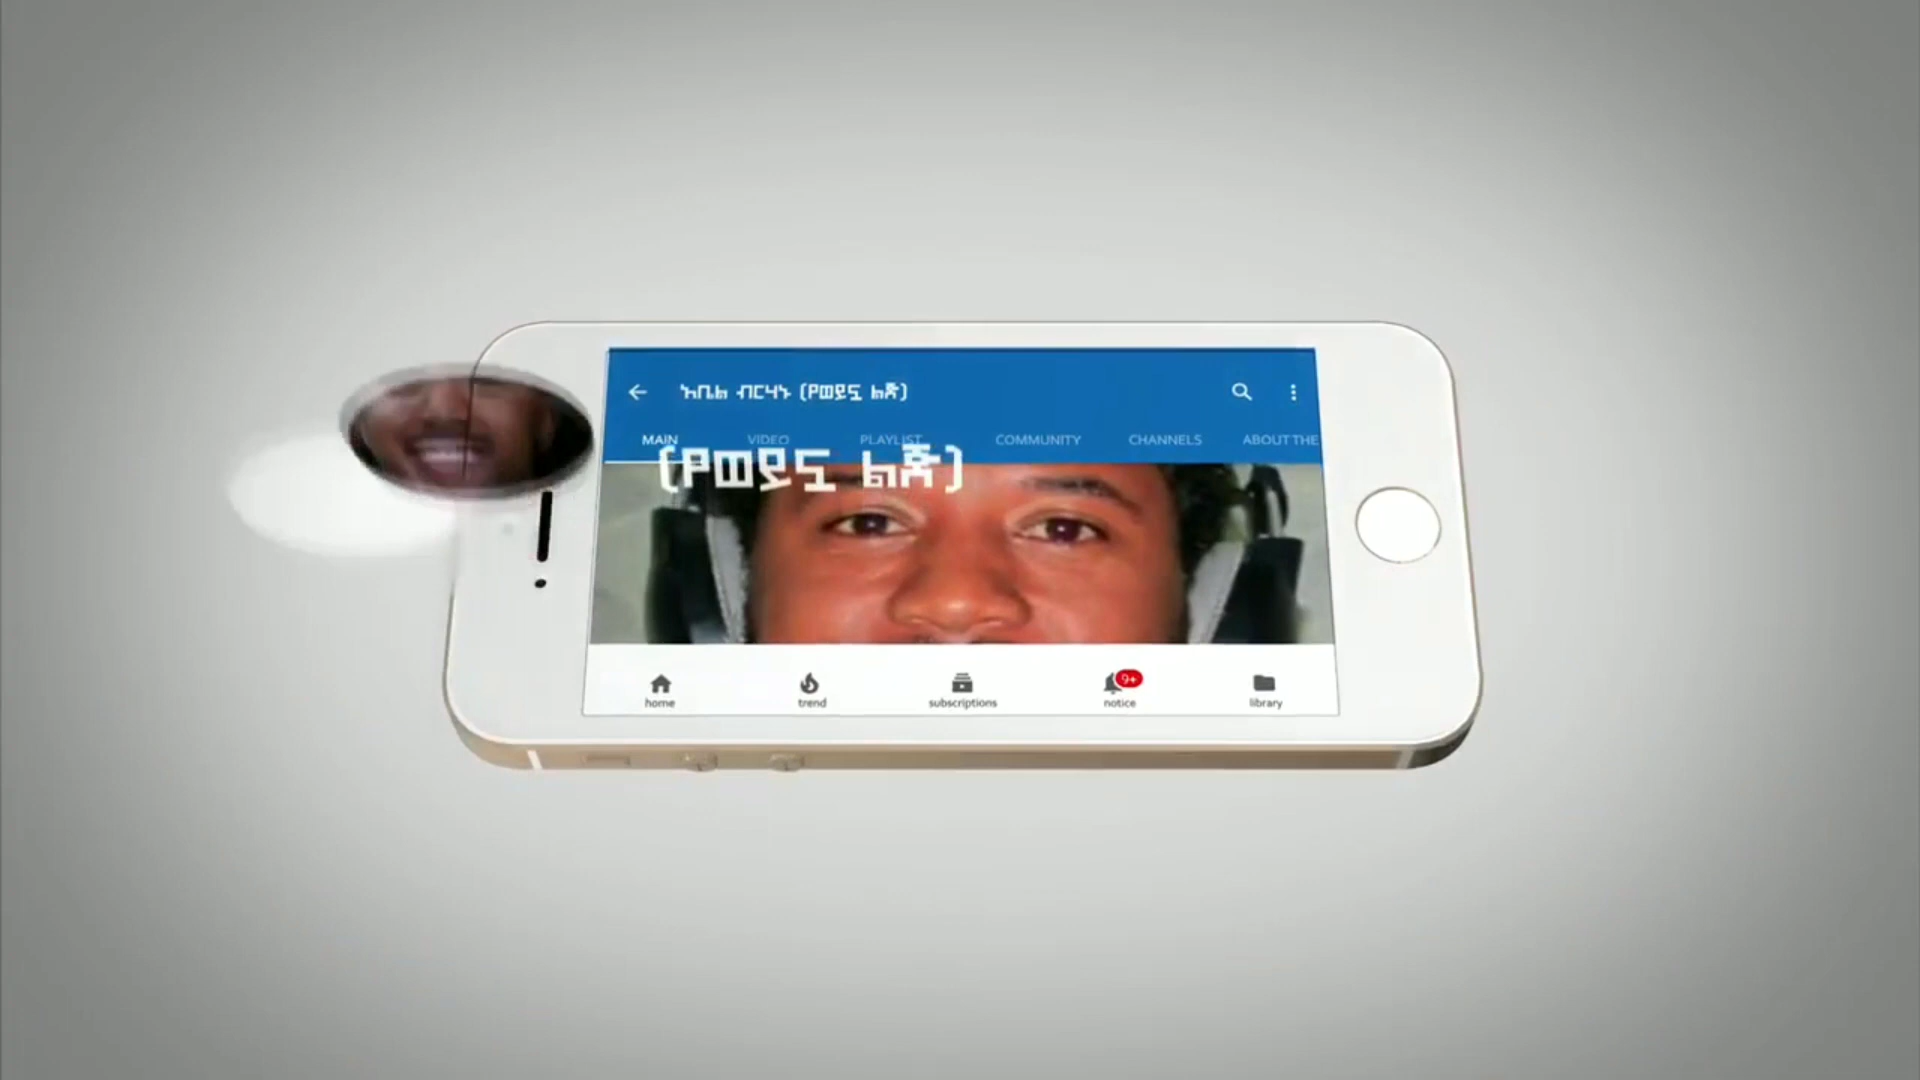 አቤል ብርሃኑ (የወይኗ ልጅ)
MAIN VIDEO PLAYLIST COMMUNITY CHANNELS ABOUT THE
(የወይኗ ልጅ)
home trend subscriptions notice 9+ library